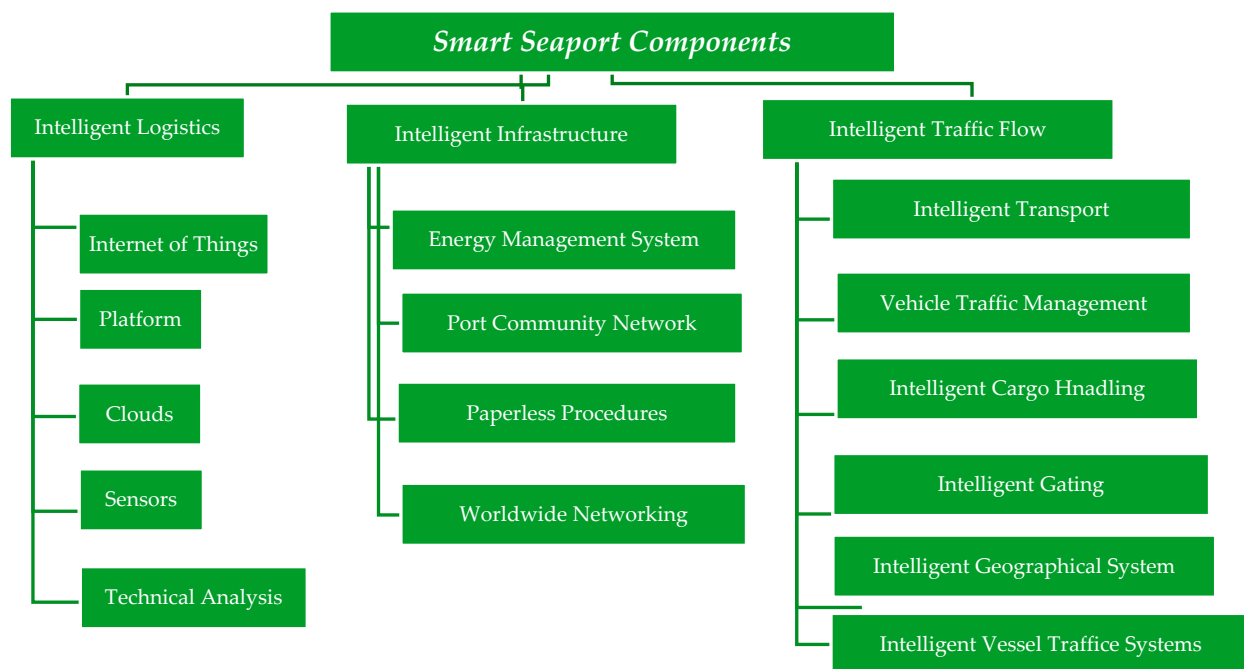 Smart Seaport Components
Intelligent Logistics
Internet of Things
Platform
Clouds
Sensors
Technical Analysis
Intelligent Infrastructure
Energy Management System
Port Community Network
Paperless Procedures
Worldwide Networking
Intelligent Traffic Flow
Intelligent Transport
Vehicle Traffic Management
Intelligent Cargo Hnadling
Intelligent Gating
Intelligent Geographical System
Intelligent Vessel Traffice Systems